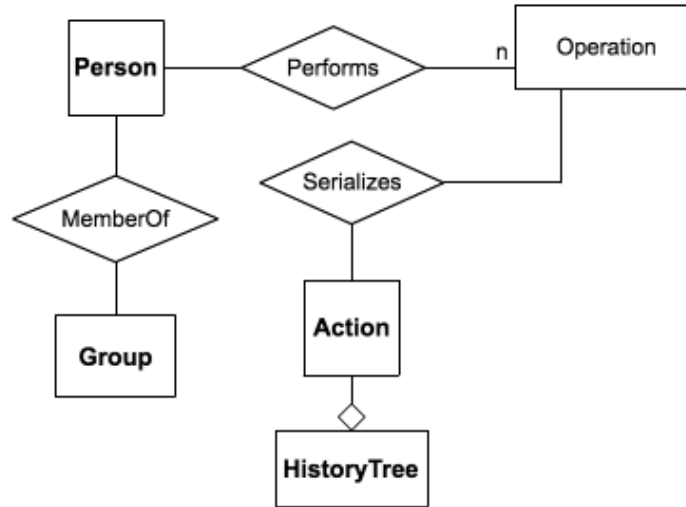 Person
Performs
n
Operation
Serializes
MemberOf
Action
Group
HistoryTree